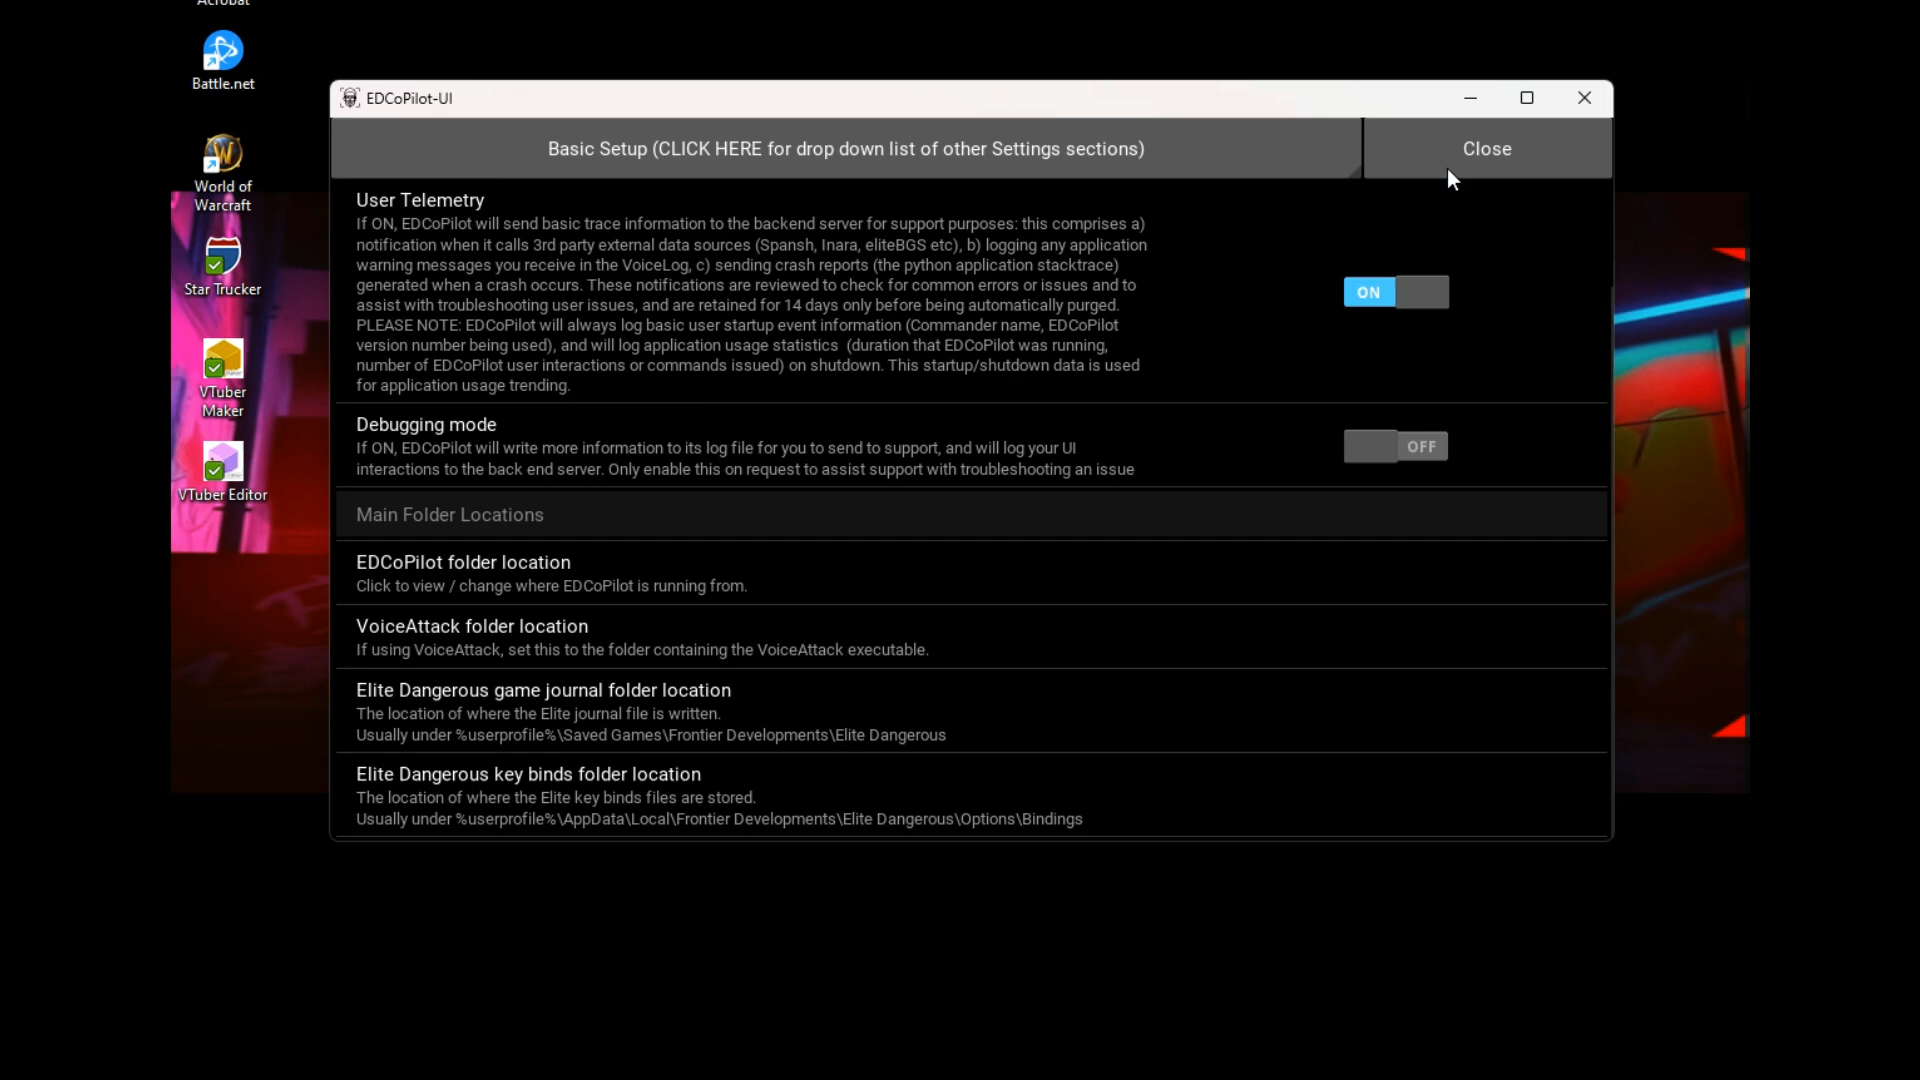 Acrobat
Battle.net
World of
Warcraft
Star Trucker
VTuber
Maker
VTuber Editor
EDCoPilot-UI
Basic Setup (CLICK HERE for drop down list of other Settings sections)
Close
User Telemetry
If ON, EDCoPilot will send basic trace information to the backend server for support purposes: this comprises a)
notification when it calls 3rd party external data sources (Spansh, Inara, eliteBGS etc), b) logging any application
warning messages you receive in the VoiceLog, c) sending crash reports (the python application stacktrace)
generated when a crash occurs. These notifications are reviewed to check for common errors or issues and to
assist with troubleshooting user issues, and are retained for 14 days only before being automatically purged.
PLEASE NOTE: EDCoPilot will always log basic user startup event information (Commander name, EDCoPilot
version number being used), and will log application usage statistics (duration that EDCoPilot was running,
number of EDCoPilot user interactions or commands issued) on shutdown. This startup/shutdown data is used
for application usage trending.
ON
Debugging mode
If ON, EDCoPilot will write more information to its log file for you to send to support, and will log your UI
interactions to the back end server. Only enable this on request to assist support with troubleshooting an issue
OFF
Main Folder Locations
EDCoPilot folder location
Click to view / change where EDCoPilot is running from.
VoiceAttack folder location
If using VoiceAttack, set this to the folder containing the VoiceAttack executable.
Elite Dangerous game journal folder location
The location of where the Elite journal file is written.
Usually under %userprofile%\Saved Games\Frontier Developments\Elite Dangerous
Elite Dangerous key binds folder location
The location of where the Elite key binds files are stored.
Usually under %userprofile%\AppData\Local\Frontier Developments\Elite Dangerous\Options\Bindings